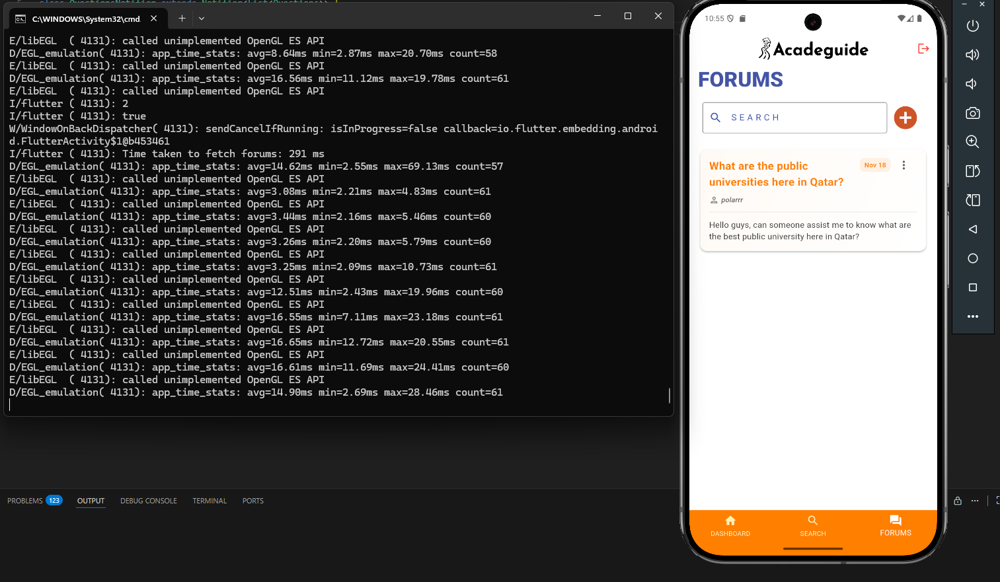 5 class QuestionsNotifier extends Notifier<List<Questions>> {
C:\WINDOWS\System32\cmd.
E/libEGL  ( 4131): called unimplemented OpenGL ES API
D/EGL_emulation( 4131): app_time_stats: avg=8.64ms min=2.87ms max=20.70ms count=58
E/libEGL  ( 4131): called unimplemented OpenGL ES API
D/EGL_emulation( 4131): app_time_stats: avg=16.56ms min=11.12ms max=19.78ms count=61
E/libEGL  ( 4131): called unimplemented OpenGL ES API
I/flutter ( 4131): 2
I/flutter ( 4131): true
W/WindowOnBackDispatcher( 4131): sendCancelIfRunning: isInProgress=false callback=io.flutter.embedding.androi
d.FlutterActivity$1@b453461
I/flutter ( 4131): Time taken to fetch forums: 291 ms
D/EGL_emulation( 4131): app_time_stats: avg=14.62ms min=2.55ms max=69.13ms count=57
E/libEGL  ( 4131): called unimplemented OpenGL ES API
D/EGL_emulation( 4131): app_time_stats: avg=3.08ms min=2.21ms max=4.83ms count=61
E/libEGL  ( 4131): called unimplemented OpenGL ES API
D/EGL_emulation( 4131): app_time_stats: avg=3.44ms min=2.16ms max=5.46ms count=60
E/libEGL  ( 4131): called unimplemented OpenGL ES API
D/EGL_emulation( 4131): app_time_stats: avg=3.26ms min=2.20ms max=5.79ms count=60
E/libEGL  ( 4131): called unimplemented OpenGL ES API
D/EGL_emulation( 4131): app_time_stats: avg=3.25ms min=2.09ms max=10.73ms count=61
E/libEGL  ( 4131): called unimplemented OpenGL ES API
D/EGL_emulation( 4131): app_time_stats: avg=12.51ms min=2.43ms max=19.96ms count=60
E/libEGL  ( 4131): called unimplemented OpenGL ES API
D/EGL_emulation( 4131): app_time_stats: avg=16.55ms min=7.11ms max=23.18ms count=61
E/libEGL  ( 4131): called unimplemented OpenGL ES API
D/EGL_emulation( 4131): app_time_stats: avg=16.65ms min=12.72ms max=20.55ms count=61
E/libEGL  ( 4131): called unimplemented OpenGL ES API
D/EGL_emulation( 4131): app_time_stats: avg=16.61ms min=11.69ms max=24.41ms count=60
E/libEGL  ( 4131): called unimplemented OpenGL ES API
D/EGL_emulation( 4131): app_time_stats: avg=14.90ms min=2.69ms max=28.46ms count=61
PROBLEMS 123 OUTPUT DEBUG CONSOLE TERMINAL PORTS
10:55
Acadeguide
FORUMS
SEARCH
What are the public Nov 18
universities here in Qatar?
polarrr
Hello guys, can someone assist me to know what are
the best public university here in Qatar?
DASHBOARD SEARCH FORUMS